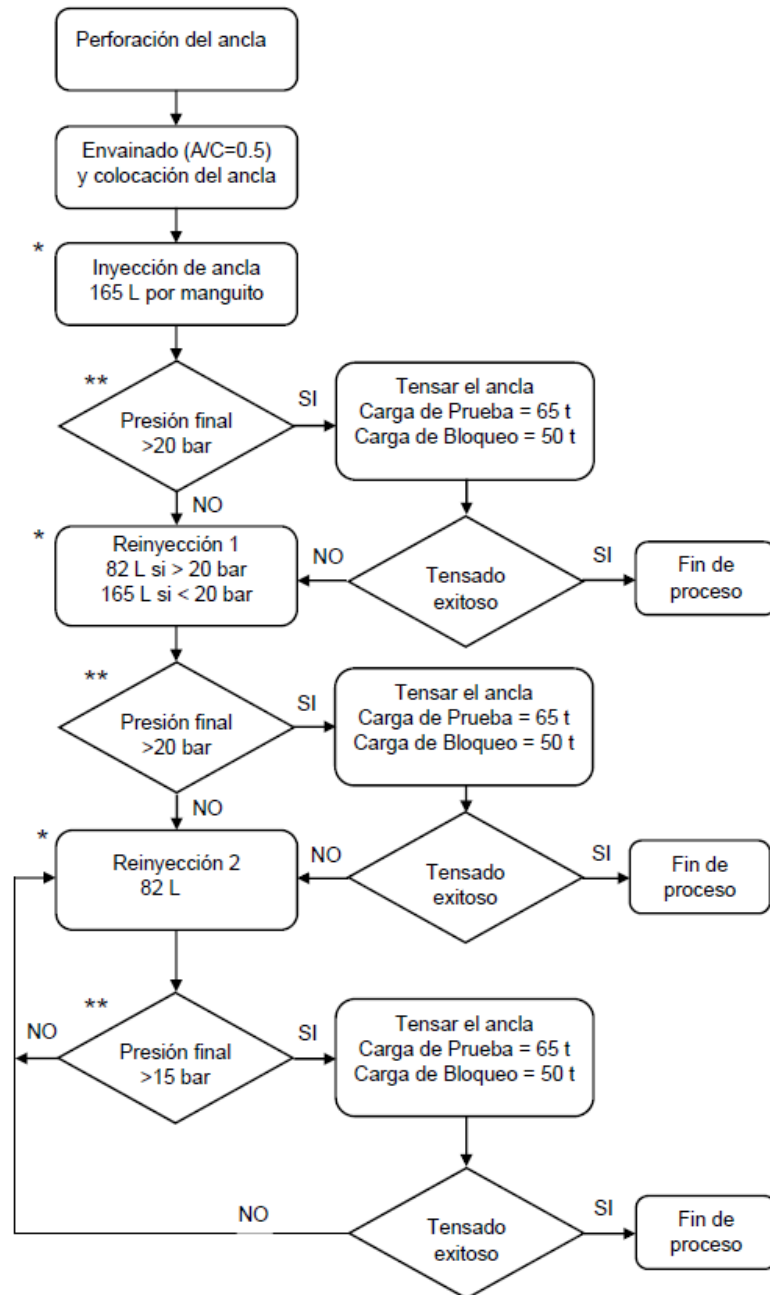 Perforación del ancla
Envainado (A/C=0.5)
y colocación del ancla
*
Inyección de ancla
165 L por manguito
**
Presión final
>20 bar
SI
Tensar el ancla
Carga de Prueba = 65 t
Carga de Bloqueo = 50 t
NO
*
Reinyección 1
82 L si > 20 bar
165 L si < 20 bar
NO
Tensado
exitoso
SI
Fin de
proceso
**
Presión final
>20 bar
SI
Tensar el ancla
Carga de Prueba = 65 t
Carga de Bloqueo = 50 t
NO
*
Reinyección 2
82 L
NO
Tensado
exitoso
SI
Fin de
proceso
**
NO
Presión final
>15 bar
SI
Tensar el ancla
Carga de Prueba = 65 t
Carga de Bloqueo = 50 t
NO
Tensado
exitoso
SI
Fin de
proceso